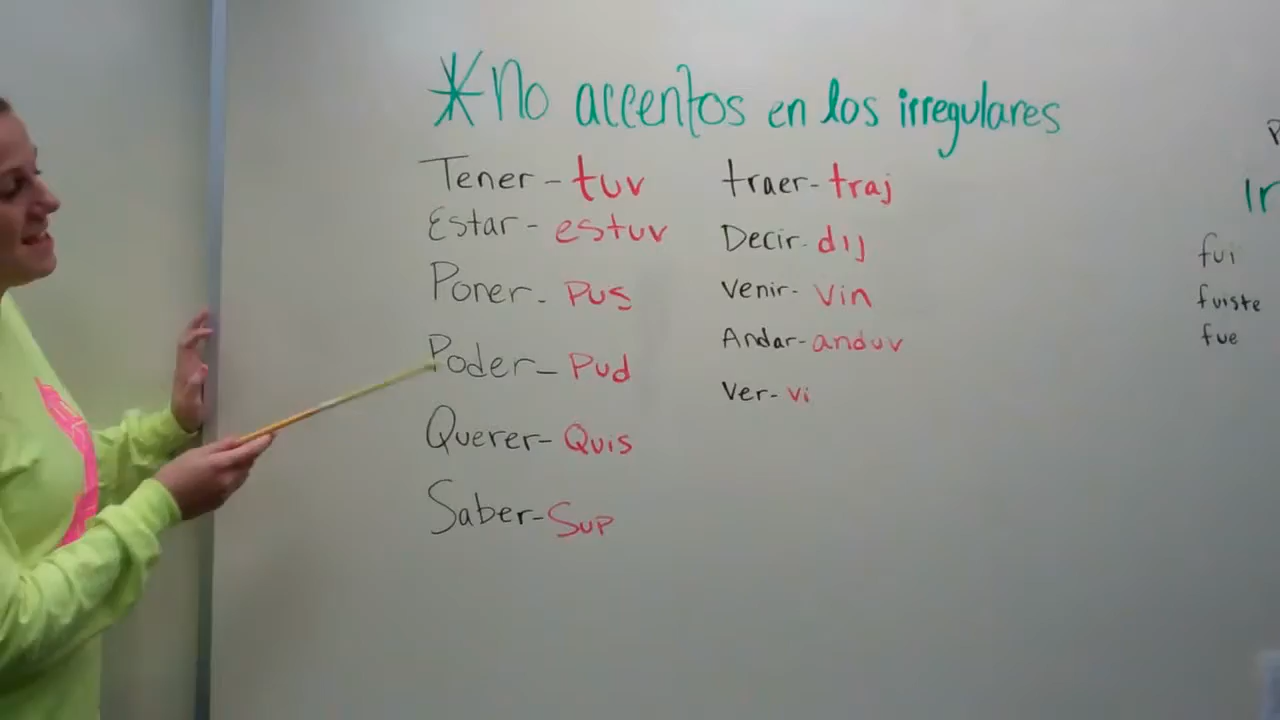 *No accentos en los irregulares
Tener - tuv
Estar - estuv
Poner - Pus
Poder - Pud
Querer - Quis
Saber - Sup
traer - traj
Decir - dij
Venir - Vin
Andar - anduv
Ver - vi
Ir
fui
fuiste
fue